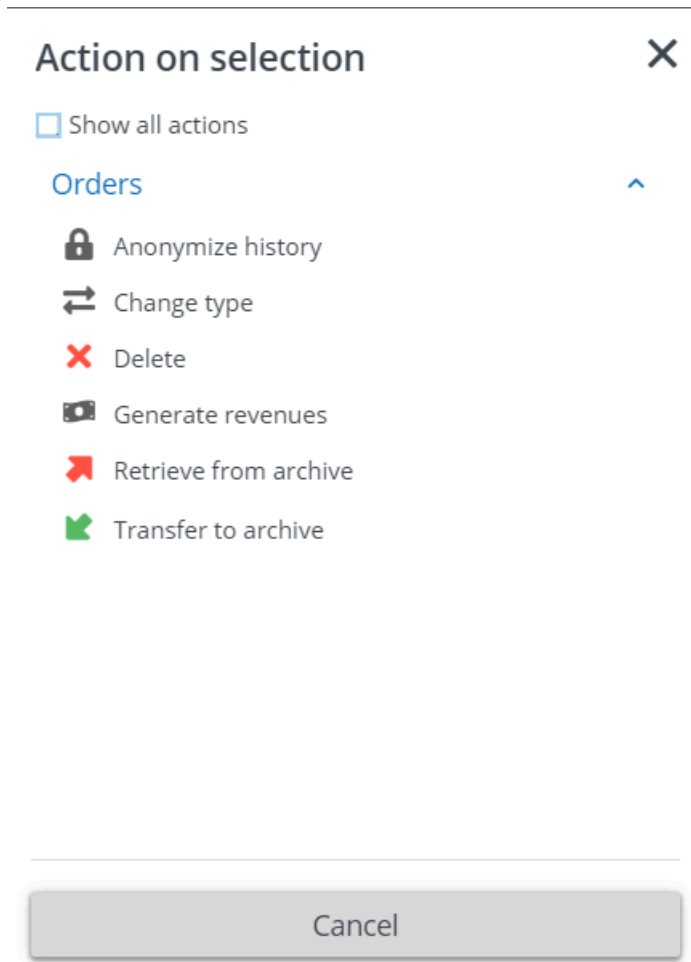 Action on selection
Show all actions
Orders
Anonymize history
Change type
Delete
Generate revenues
Retrieve from archive
Transfer to archive
Cancel